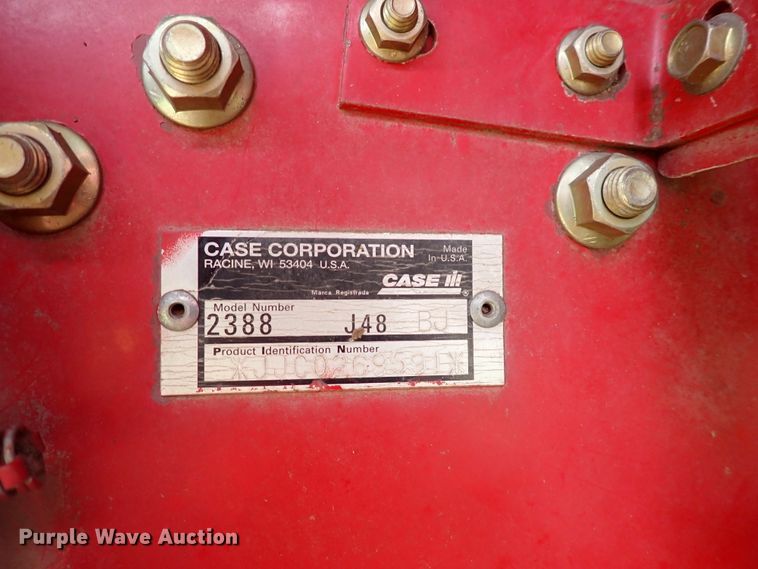 CASE CORPORATION
RACINE, WI 53404 U.S.A.
Made
In U.S.A.
CASE IH
®
Marca Registrada
Model Number
2388 J48 BJ
Product Identification Number
Purple Wave Auction